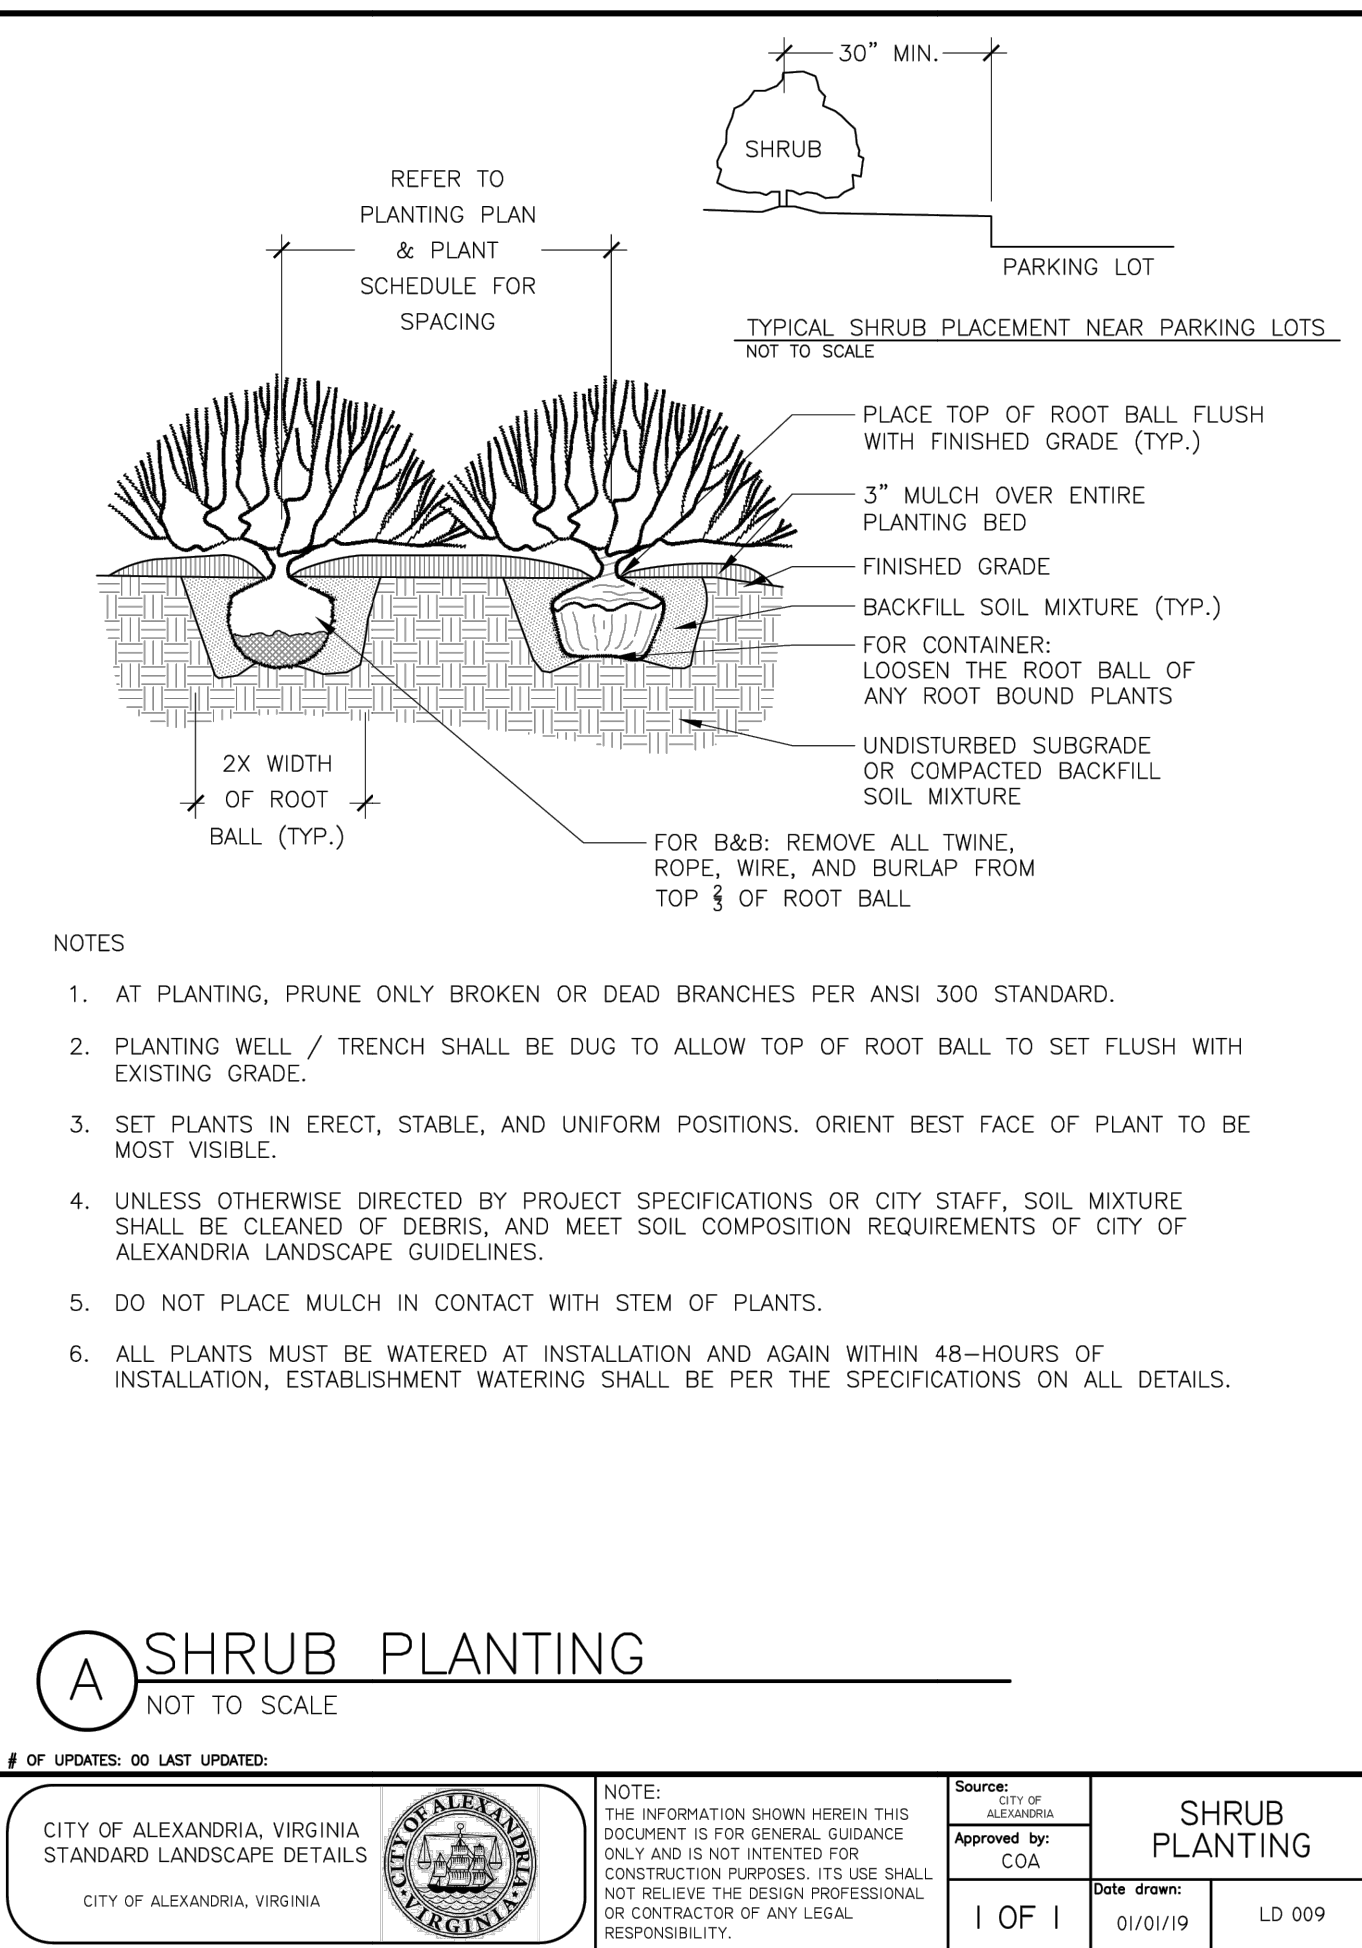 30” MIN.
SHRUB
PARKING LOT
TYPICAL SHRUB PLACEMENT NEAR PARKING LOTS
NOT TO SCALE
REFER TO
PLANTING PLAN
& PLANT
SCHEDULE FOR
SPACING
PLACE TOP OF ROOT BALL FLUSH
WITH FINISHED GRADE (TYP.)
3” MULCH OVER ENTIRE
PLANTING BED
FINISHED GRADE
BACKFILL SOIL MIXTURE (TYP.)
FOR CONTAINER:
LOOSEN THE ROOT BALL OF
ANY ROOT BOUND PLANTS
UNDISTURBED SUBGRADE
OR COMPACTED BACKFILL
SOIL MIXTURE
2X WIDTH
OF ROOT
BALL (TYP.)
FOR B&B: REMOVE ALL TWINE,
ROPE, WIRE, AND BURLAP FROM
TOP 2/3 OF ROOT BALL
NOTES
1. AT PLANTING, PRUNE ONLY BROKEN OR DEAD BRANCHES PER ANSI 300 STANDARD.
2. PLANTING WELL / TRENCH SHALL BE DUG TO ALLOW TOP OF ROOT BALL TO SET FLUSH WITH
EXISTING GRADE.
3. SET PLANTS IN ERECT, STABLE, AND UNIFORM POSITIONS. ORIENT BEST FACE OF PLANT TO BE
MOST VISIBLE.
4. UNLESS OTHERWISE DIRECTED BY PROJECT SPECIFICATIONS OR CITY STAFF, SOIL MIXTURE
SHALL BE CLEANED OF DEBRIS, AND MEET SOIL COMPOSITION REQUIREMENTS OF CITY OF
ALEXANDRIA LANDSCAPE GUIDELINES.
5. DO NOT PLACE MULCH IN CONTACT WITH STEM OF PLANTS.
6. ALL PLANTS MUST BE WATERED AT INSTALLATION AND AGAIN WITHIN 48–HOURS OF
INSTALLATION, ESTABLISHMENT WATERING SHALL BE PER THE SPECIFICATIONS ON ALL DETAILS.
A
SHRUB PLANTING
NOT TO SCALE
# OF UPDATES: 00 LAST UPDATED:
CITY OF ALEXANDRIA, VIRGINIA
STANDARD LANDSCAPE DETAILS
CITY OF ALEXANDRIA, VIRGINIA
CITY OF ALEXANDRIA
VIRGINIA
NOTE:
THE INFORMATION SHOWN HEREIN THIS
DOCUMENT IS FOR GENERAL GUIDANCE
ONLY AND IS NOT INTENTED FOR
CONSTRUCTION PURPOSES. ITS USE SHALL
NOT RELIEVE THE DESIGN PROFESSIONAL
OR CONTRACTOR OF ANY LEGAL
RESPONSIBILITY.
Source:
CITY OF
ALEXANDRIA
Approved by:
COA
1 OF 1
SHRUB
PLANTING
Date drawn:
01/01/19
LD 009